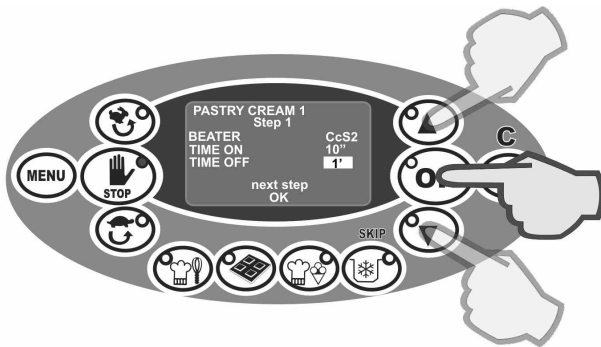 PASTRY CREAM 1
Step 1
BEATER CcS2
TIME ON 10”
TIME OFF 1'
next step
OK
MENU
STOP
C
SKIP